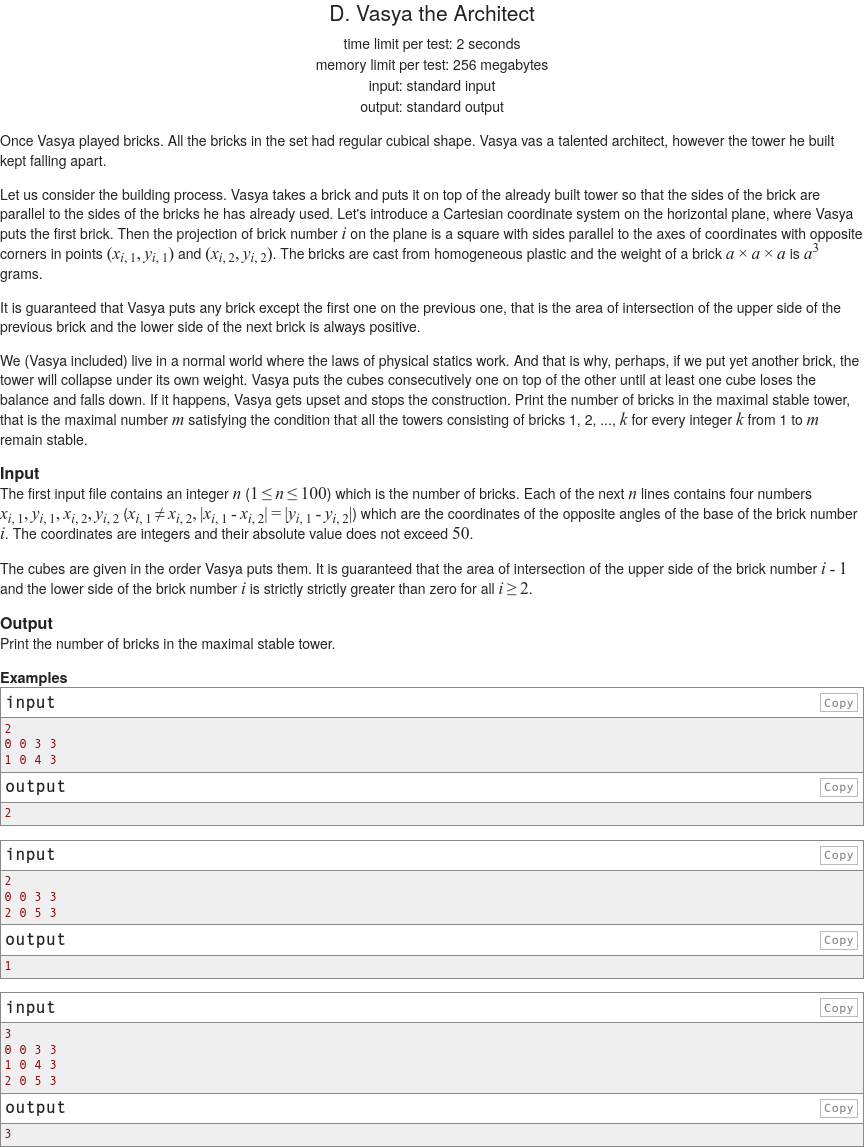 D. Vasya the Architect
time limit per test: 2 seconds
memory limit per test: 256 megabytes
input: standard input
output: standard output
Once Vasya played bricks. All the bricks in the set had regular cubical shape. Vasya vas a talented architect, however the tower he built
kept falling apart.
Let us consider the building process. Vasya takes a brick and puts it on top of the already built tower so that the sides of the brick are
parallel to the sides of the bricks he has already used. Let's introduce a Cartesian coordinate system on the horizontal plane, where Vasya
puts the first brick. Then the projection of brick number i on the plane is a square with sides parallel to the axes of coordinates with opposite
corners in points (x_{i, 1}, y_{i, 1}) and (x_{i, 2}, y_{i, 2}). The bricks are cast from homogeneous plastic and the weight of a brick a × a × a is a^3
grams.
It is guaranteed that Vasya puts any brick except the first one on the previous one, that is the area of intersection of the upper side of the
previous brick and the lower side of the next brick is always positive.
We (Vasya included) live in a normal world where the laws of physical statics work. And that is why, perhaps, if we put yet another brick, the
tower will collapse under its own weight. Vasya puts the cubes consecutively one on top of the other until at least one cube loses the
balance and falls down. If it happens, Vasya gets upset and stops the construction. Print the number of bricks in the maximal stable tower,
that is the maximal number m satisfying the condition that all the towers consisting of bricks 1, 2, ..., k for every integer k from 1 to m
remain stable.
Input
The first input file contains an integer n (1 ≤ n ≤ 100) which is the number of bricks. Each of the next n lines contains four numbers
x_{i, 1}, y_{i, 1}, x_{i, 2}, y_{i, 2} (x_{i, 1} ≠ x_{i, 2}, |x_{i, 1} - x_{i, 2}| = |y_{i, 1} - y_{i, 2}|) which are the coordinates of the opposite angles of the base of the brick number
i. The coordinates are integers and their absolute value does not exceed 50.
The cubes are given in the order Vasya puts them. It is guaranteed that the area of intersection of the upper side of the brick number i - 1
and the lower side of the brick number i is strictly strictly greater than zero for all i ≥ 2.
Output
Print the number of bricks in the maximal stable tower.
Examples
input Copy
2
0 0 3 3
1 0 4 3
output Copy
2
input Copy
2
0 0 3 3
2 0 5 3
output Copy
1
input Copy
3
0 0 3 3
1 0 4 3
2 0 5 3
output Copy
3